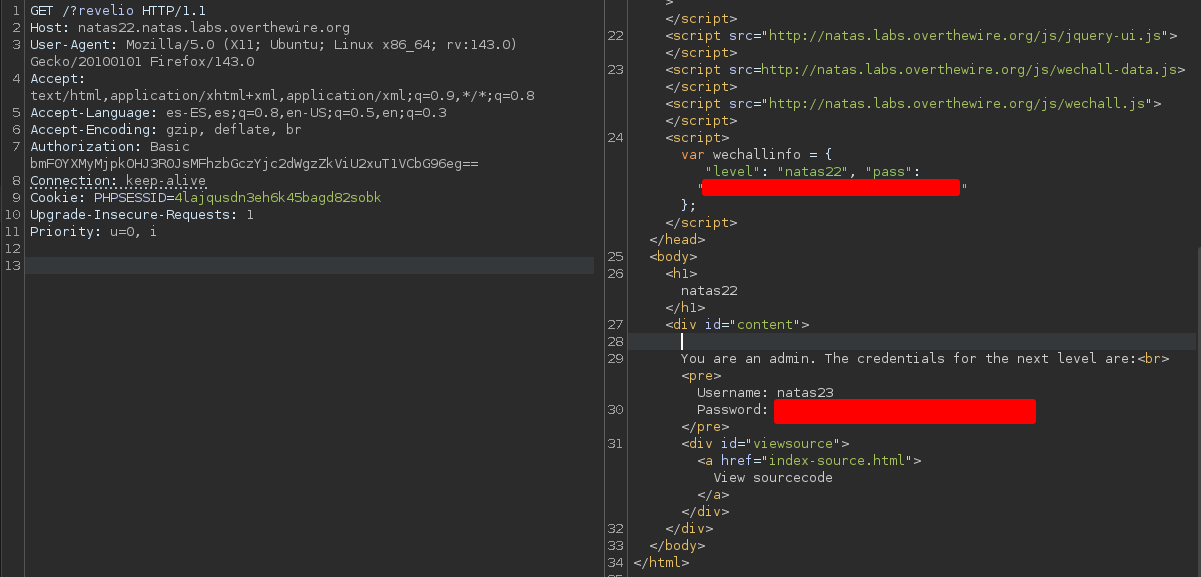 1 GET /?revelio HTTP/1.1
2 Host: natas22.natas.labs.overthewire.org
3 User-Agent: Mozilla/5.0 (X11; Ubuntu; Linux x86_64; rv:143.0)
Gecko/20100101 Firefox/143.0
4 Accept:
text/html,application/xhtml+xml,application/xml;q=0.9,*/*;q=0.8
5 Accept-Language: es-ES,es;q=0.8,en-US;q=0.5,en;q=0.3
6 Accept-Encoding: gzip, deflate, br
7 Authorization: Basic
bmF0YXMyMjpkOHJ3R0JsMFhzbGczYjc2dWgzZkViU2xuT1VCbG96eg==
8 Connection: keep-alive
9 Cookie: PHPSESSID=4lajqusdn3eh6k45bagd82sobk
10 Upgrade-Insecure-Requests: 1
11 Priority: u=0, i
12
13
>
</script>
22 <script src="http://natas.labs.overthewire.org/js/jquery-ui.js">
</script>
23 <script src=http://natas.labs.overthewire.org/js/wechall-data.js>
</script>
<script src="http://natas.labs.overthewire.org/js/wechall.js">
</script>
24 <script>
var wechallinfo = {
"level": "natas22", "pass":
" "
};
</script>
</head>
25 <body>
26 <h1>
natas22
</h1>
27 <div id="content">
28
29 You are an admin. The credentials for the next level are:<br>
<pre>
Username: natas23
30 Password:
</pre>
31 <div id="viewsource">
<a href="index-source.html">
View sourcecode
</a>
</div>
32 </div>
33 </body>
34 </html>